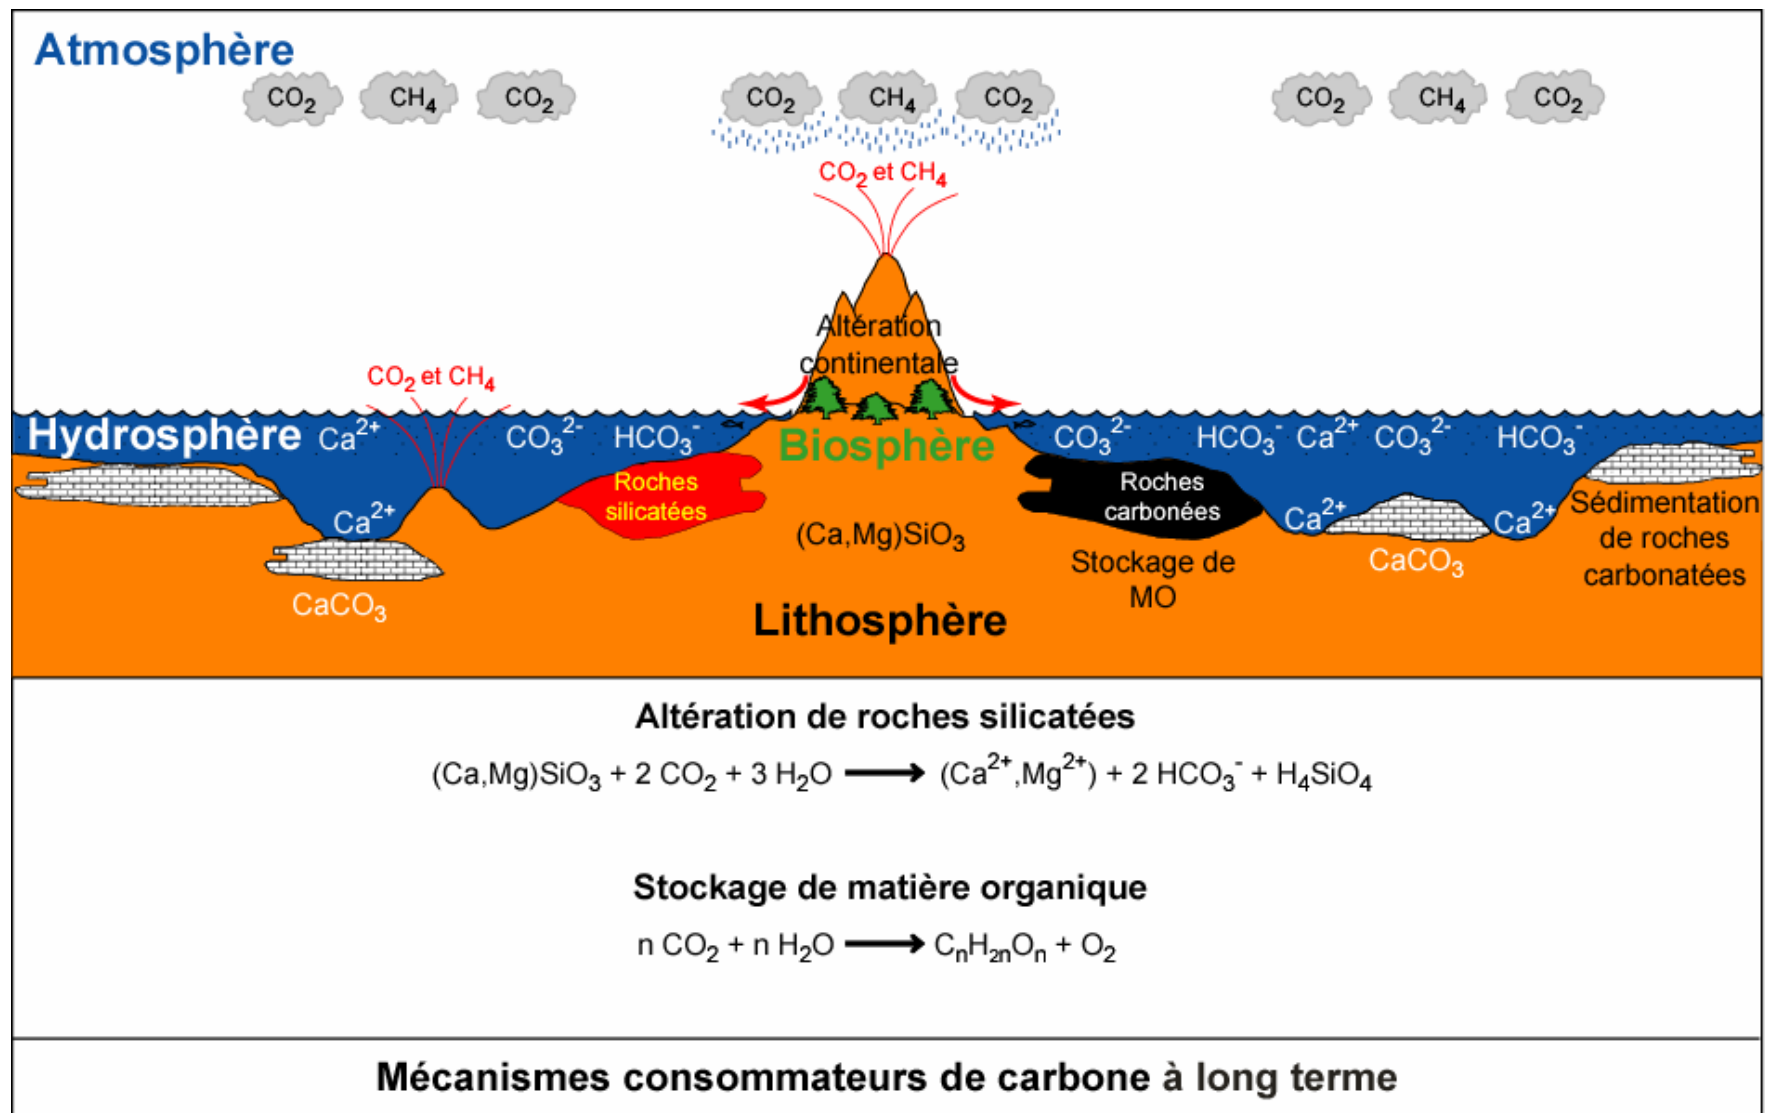 Atmosphère
CO₂ CH₄ CO₂ CO₂ CH₄ CO₂ CO₂ CH₄ CO₂
CO₂ et CH₄
Altération
continentale
CO₂ et CH₄
Hydrosphère Ca²⁺ CO₃²⁻ HCO₃⁻ Biosphère CO₃²⁻ HCO₃⁻ Ca²⁺ CO₃²⁻ HCO₃⁻
Roches
silicatées
Roches
carbonées
Ca²⁺
(Ca,Mg)SiO₃
Ca²⁺
Ca²⁺
Sédimentation
de roches
carbonatées
CaCO₃
Stockage de
MO
CaCO₃
Lithosphère
Altération de roches silicatées
(Ca,Mg)SiO₃ + 2 CO₂ + 3 H₂O ⟶ (Ca²⁺,Mg²⁺) + 2 HCO₃⁻ + H₄SiO₄
Stockage de matière organique
n CO₂ + n H₂O ⟶ CₙH₂ₙOₙ + O₂
Mécanismes consommateurs de carbone à long terme